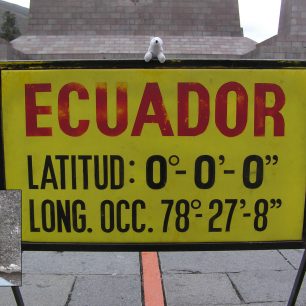 ECUADOR
LATITUD: 0°-0'-0"
LONG. OCC. 78°-27'-8"